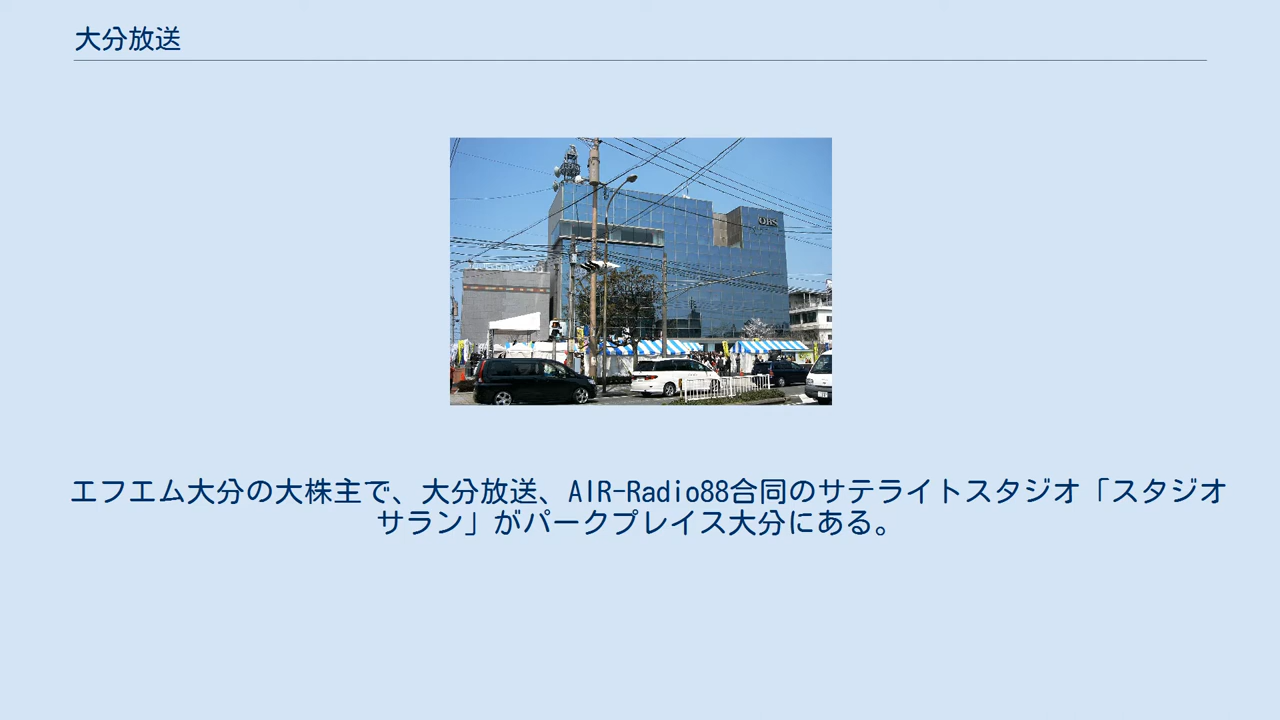 大分放送
OBS
エフエム大分の大株主で、大分放送、AIR-Radio88合同のサテライトスタジオ「スタジオ
サラン」がパークプレイス大分にある。